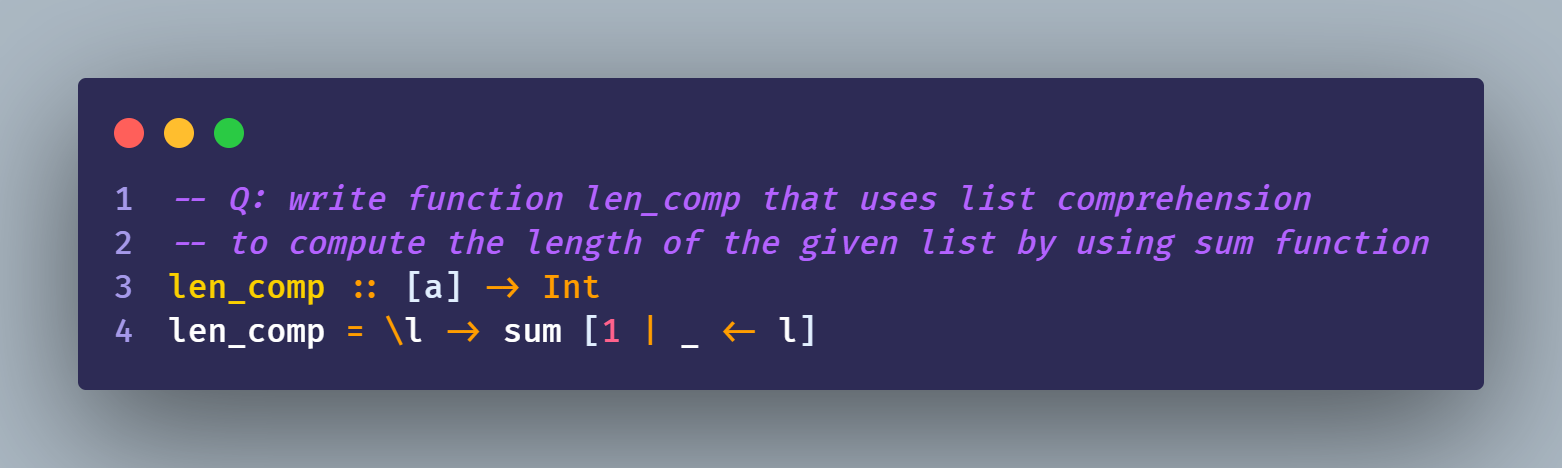 1 -- Q: write function len_comp that uses list comprehension
2 -- to compute the length of the given list by using sum function
3 len_comp :: [a] -> Int
4 len_comp = \l -> sum [1 | _ <- l]